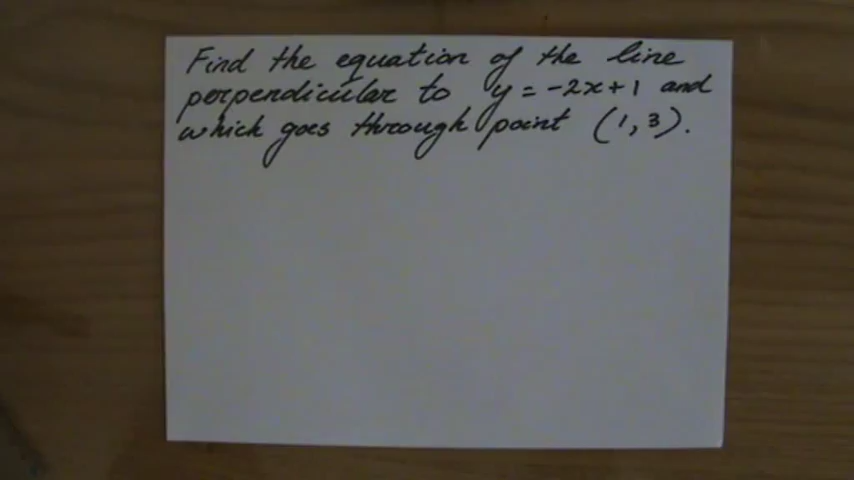 Find the equation of the line
perpendicular to y = -2x+1 and
which goes through point (1,3).